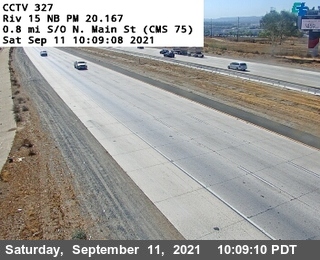 CCTV 327
Riv 15 NB PM 20.167
0.8 mi S/O N. Main St (CMS 75)
Sat Sep 11 10:09:08 2021
Saturday, September 11, 2021 10:09:10 PDT